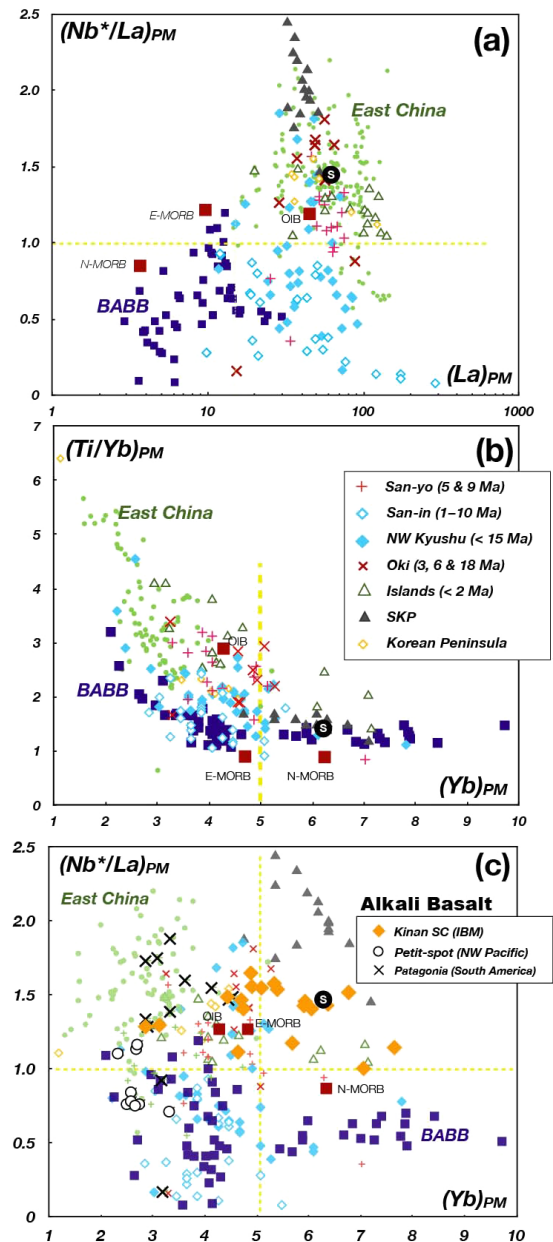 (Nb*/La)PM
(a)
2.5
2.0
1.5
1.0
0.5
0
East China
S
OIB
E-MORB
N-MORB
BABB
(La)PM
1
10
100
1000
(Ti/Yb)PM
(b)
7
6
5
4
3
2
1
0
East China
San-yo (5 & 9 Ma)
San-in (1–10 Ma)
NW Kyushu (< 15 Ma)
Oki (3, 6 & 18 Ma)
Islands (< 2 Ma)
SKP
Korean Peninsula
OIB
BABB
S
E-MORB
N-MORB
(Yb)PM
1
2
3
4
5
6
7
8
9
10
(Nb*/La)PM
(c)
2.5
2.0
1.5
1.0
0.5
0
East China
Alkali Basalt
Kinan SC (IBM)
Petit-spot (NW Pacific)
Patagonia (South America)
S
OIB
E-MORB
N-MORB
BABB
(Yb)PM
1
2
3
4
5
6
7
8
9
10